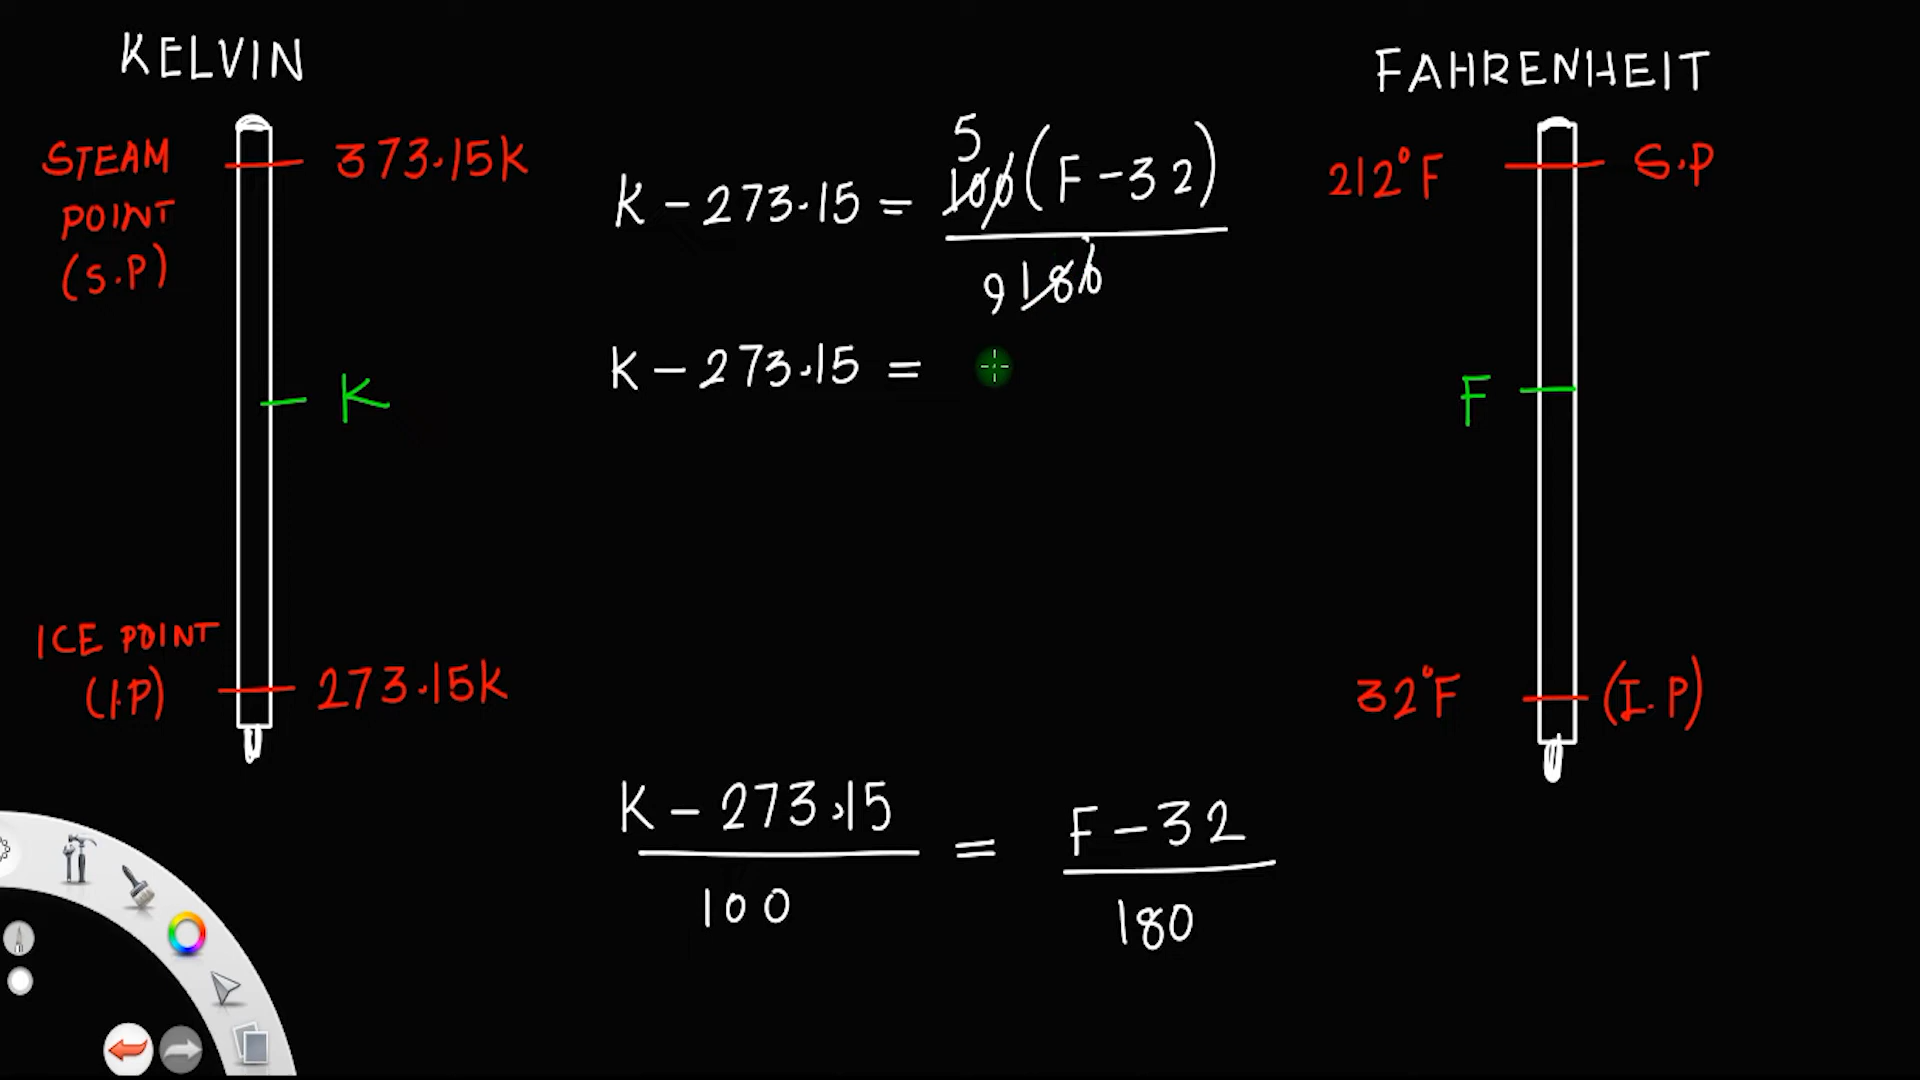 KELVIN
FAHRENHEIT
STEAM
POINT
(S.P)
373.15K
K - 273.15 = 5 100 (F - 32)
9 180
K - 273.15 =
212°F
S.P
K
F
ICE POINT
(I.P)
273.15K
32°F
(I.P)
K - 273.15 = F - 32
100 180